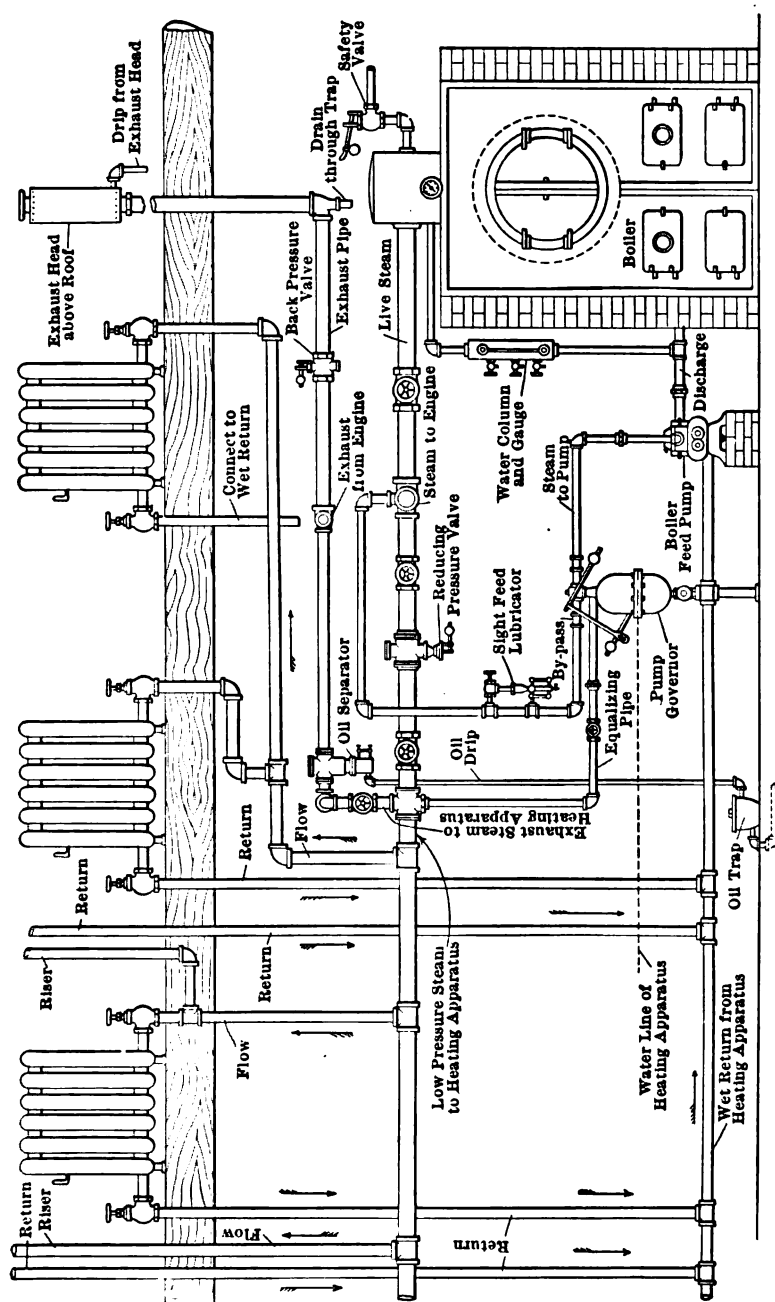 Return
Riser
Riser
Return
Exhaust Head
above Roof
Drip from
Exhaust Head
Connect to
Wet Return
Back Pressure
Valve
Exhaust Pipe
Drain
through Trap
Safety
Valve
Flow
Flow
Return
Return
Flow
Return
Exhaust
from Engine
Oil Separator
Live Steam
Steam to Engine
Reducing
Pressure Valve
Exhaust Steam to
Heating Apparatus
Low Pressure Steam
to Heating Apparatus
Oil
Drip
Sight Feed
Lubricator
By-pass
Equalizing
Pipe
Steam
to Pump
Water Column
and Gauge
Boiler
Discharge
Boiler
Feed Pump
Pump
Governor
Water Line of
Heating Apparatus
Wet Return from
Heating Apparatus
Oil Trap